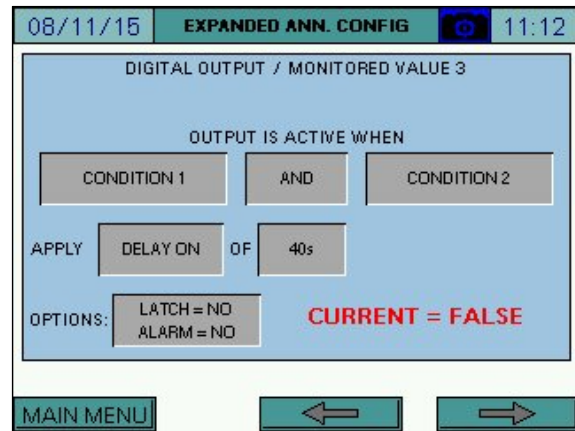 08/11/15 EXPANDED ANN. CONFIG 11:12
DIGITAL OUTPUT / MONITORED VALUE 3
OUTPUT IS ACTIVE WHEN
CONDITION 1 AND CONDITION 2
APPLY DELAY ON OF 40s
OPTIONS: LATCH = NO
ALARM = NO
CURRENT = FALSE
MAIN MENU